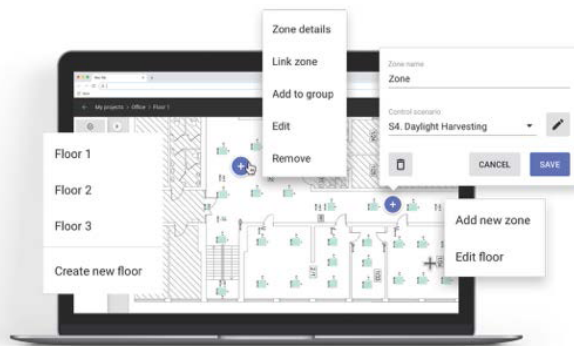 Zone details
Link zone
Add to group
Edit
Remove
Zone name
Zone
Control scenario
S4. Daylight Harvesting
CANCEL
SAVE
My projects > Office > Floor 1
Floor 1
Floor 2
Floor 3
Create new floor
Add new zone
Edit floor